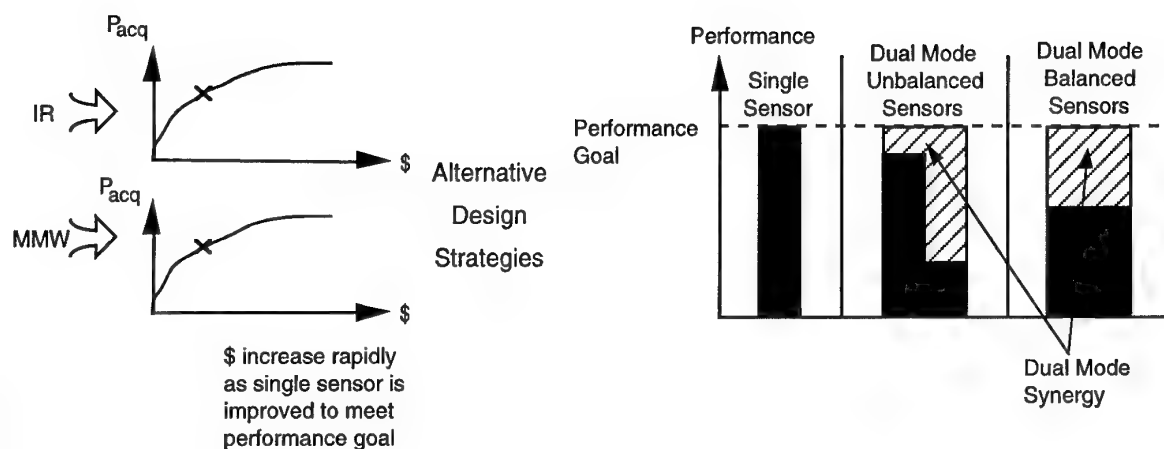 Pacq
IR
$
Pacq
MMW
$
$ increase rapidly
as single sensor is
improved to meet
performance goal
Alternative
Design
Strategies
Performance
Performance
Goal
Single
Sensor
Dual Mode
Unbalanced
Sensors
Dual Mode
Balanced
Sensors
Dual Mode
Synergy